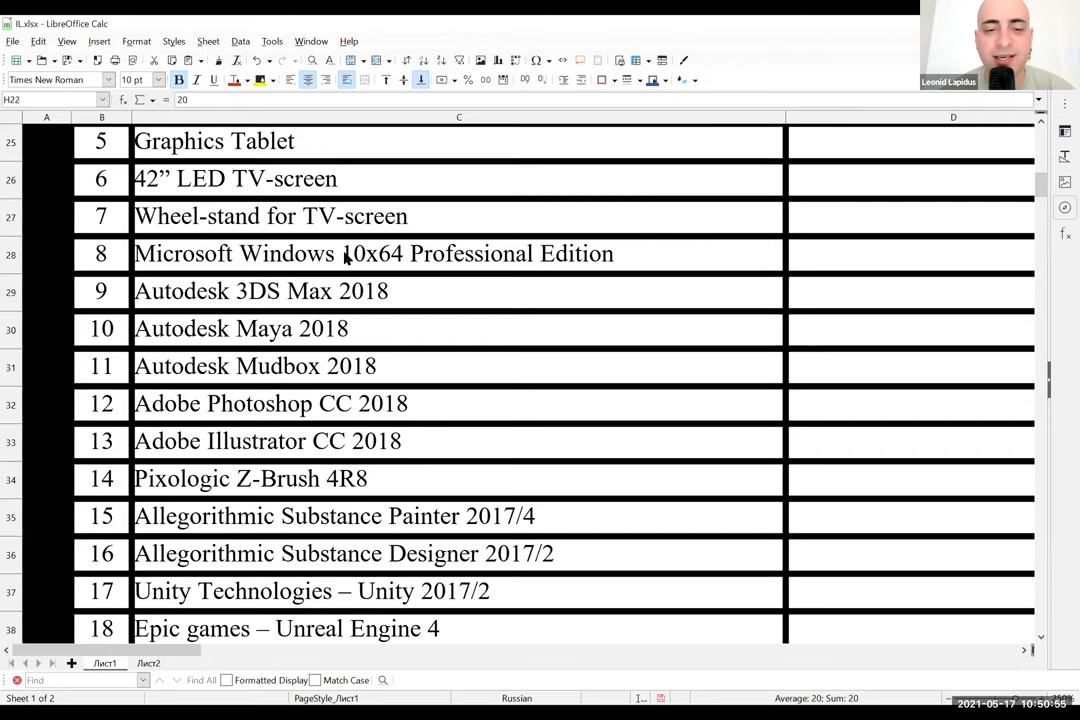 IL.xlsx - LibreOffice Calc
File Edit View Insert Format Styles Sheet Data Tools Window Help
Times New Roman 10 pt
H22 20
A B C D
25 5 Graphics Tablet
26 6 42” LED TV-screen
27 7 Wheel-stand for TV-screen
28 8 Microsoft Windows 10x64 Professional Edition
29 9 Autodesk 3DS Max 2018
30 10 Autodesk Maya 2018
31 11 Autodesk Mudbox 2018
32 12 Adobe Photoshop CC 2018
33 13 Adobe Illustrator CC 2018
34 14 Pixologic Z-Brush 4R8
35 15 Allegorithmic Substance Painter 2017/4
36 16 Allegorithmic Substance Designer 2017/2
37 17 Unity Technologies – Unity 2017/2
38 18 Epic games – Unreal Engine 4
Лист1 Лист2
Find Find All Formatted Display Match Case
Sheet 1 of 2 PageStyle_Лист1 Russian Average: 20; Sum: 20
Leonid Lapidus
2021-05-17 10:50:55